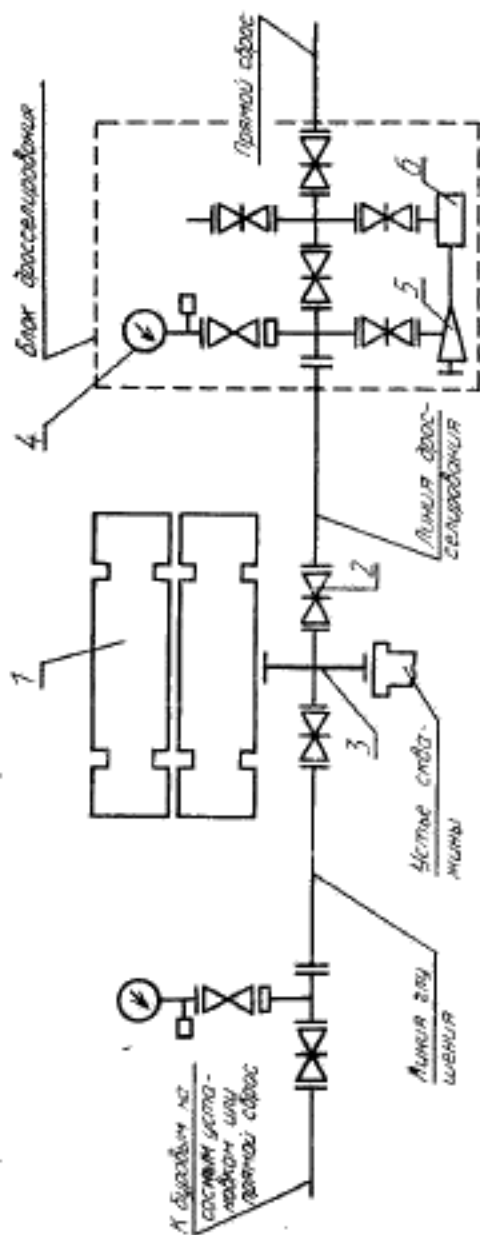 К буровым на
сосным уста-
новкам или
прямой сброс
Линия глу
шения
1
Устье сква-
жины
3
2
Линия дрос-
селирования
4
Блок дросселирования
5
6
Прямой сброс